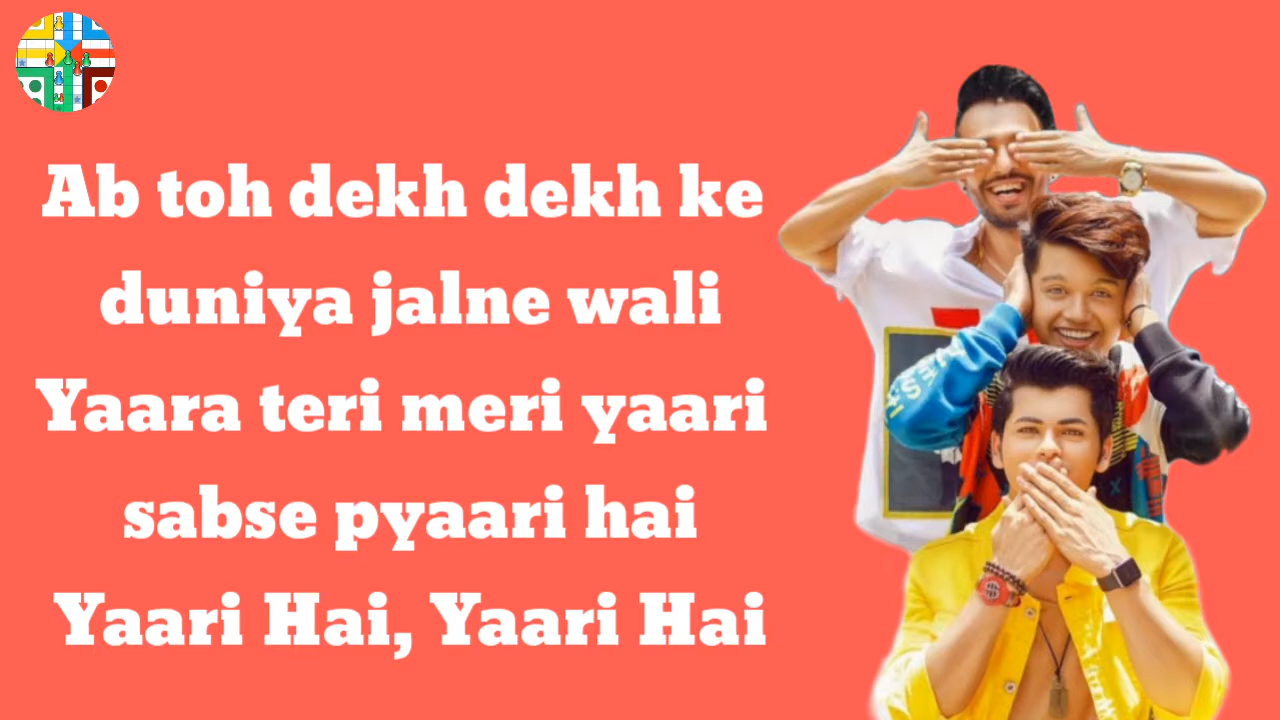 Ab toh dekh dekh ke
duniya jalne wali
Yaara teri meri yaari
sabse pyaari hai
Yaari Hai, Yaari Hai